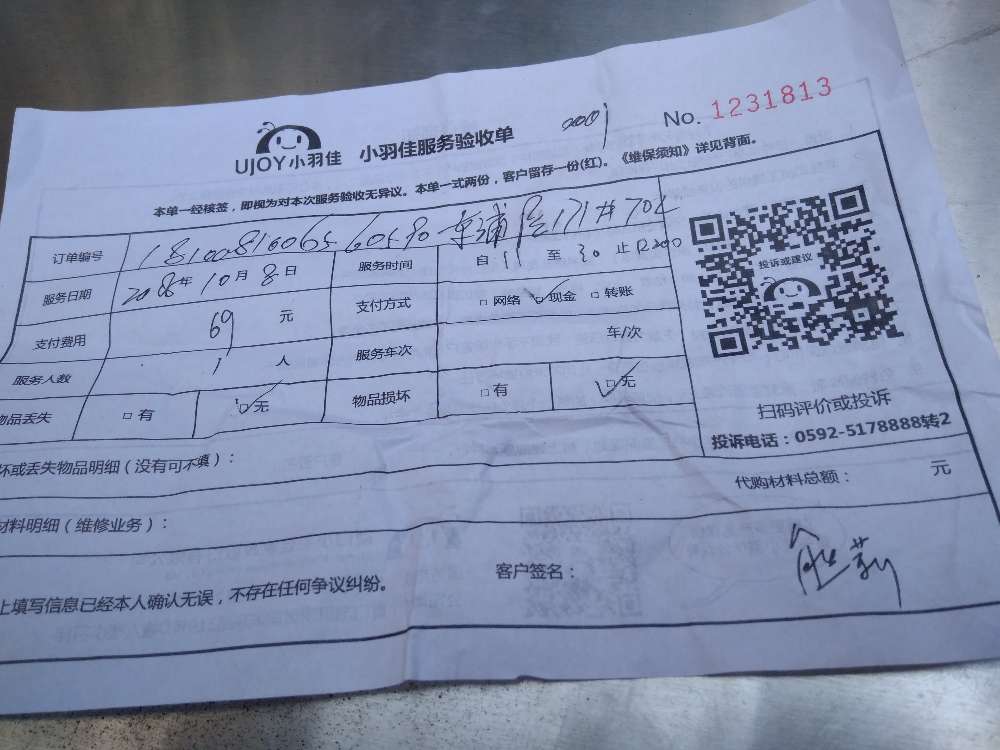 UJOY小羽佳 小羽佳服务验收单 No. 1231813
本单一经核签，即视为对本次服务验收无异议。本单一式两份，客户留存一份(红)。《维保须知》详见背面。
订单编号
服务日期 2018年10月8日 服务时间 自 11 至 30 止
支付费用 69 元 支付方式 □ 网络 □ 现金 □ 转账
服务人数 1 人 服务车次 车/次
物品丢失 □ 有 □ 无 物品损坏 □ 有 □ 无
投诉或建议
扫码评价或投诉
投诉电话：0592-5178888转2
坏或丢失物品明细（没有可不填）：
代购材料总额： 元
材料明细（维修业务）：
上填写信息已经本人确认无误，不存在任何争议纠纷。
客户签名：